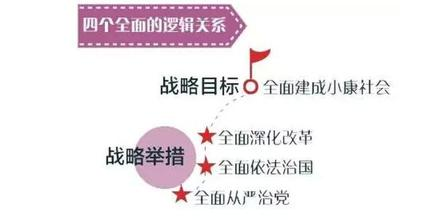 四个全面的逻辑关系
战略目标 全面建成小康社会
全面深化改革
战略举措 全面依法治国
全面从严治党